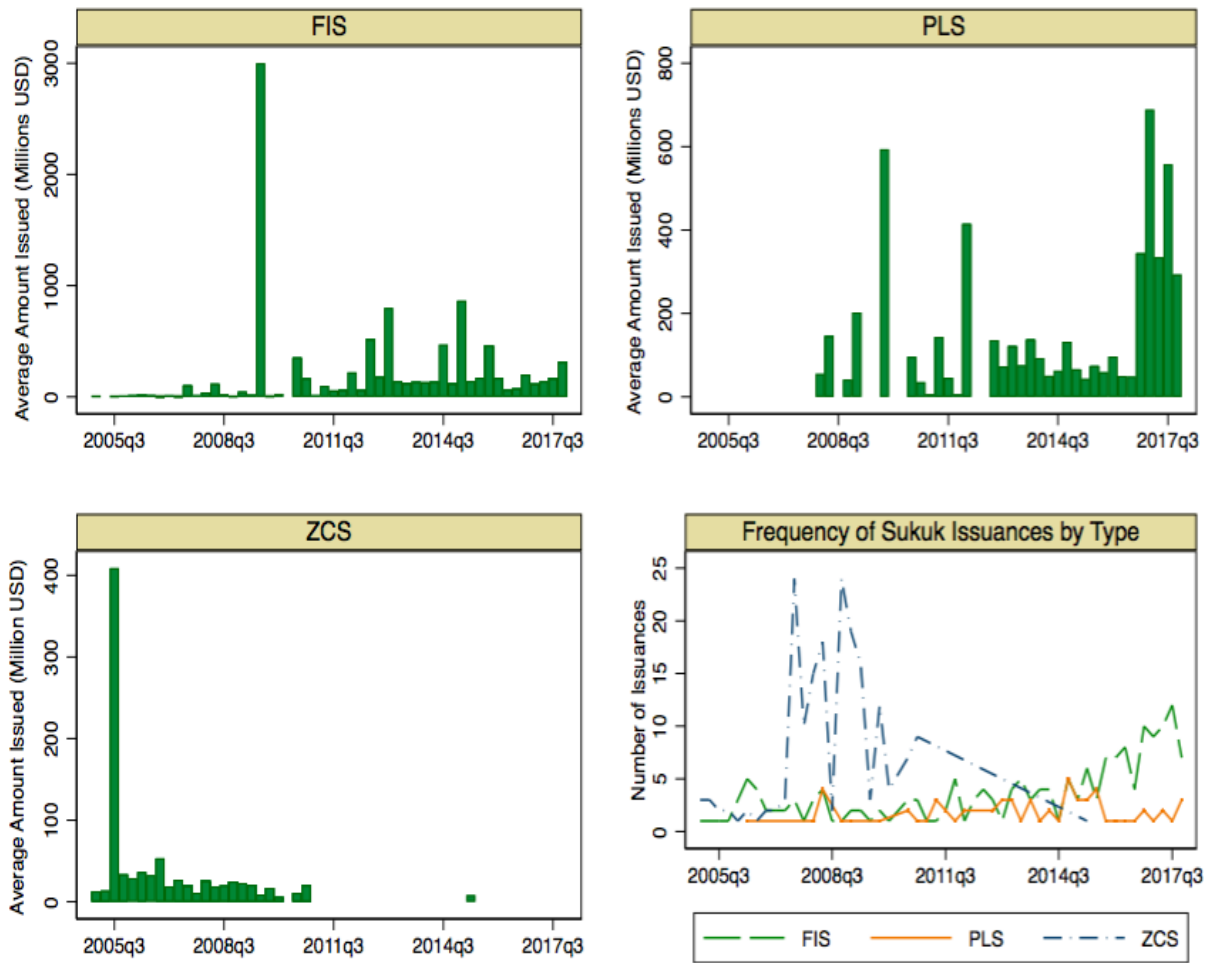 FIS
Average Amount Issued (Millions USD)
3000
2000
1000
0
2005q3 2008q3 2011q3 2014q3 2017q3
PLS
Average Amount Issued (Millions USD)
800
600
400
200
0
2005q3 2008q3 2011q3 2014q3 2017q3
ZCS
Average Amount Issued (Million USD)
400
300
200
100
0
2005q3 2008q3 2011q3 2014q3 2017q3
Frequency of Sukuk Issuances by Type
Number of Issuances
25
20
15
10
5
0
2005q3 2008q3 2011q3 2014q3 2017q3
FIS PLS ZCS